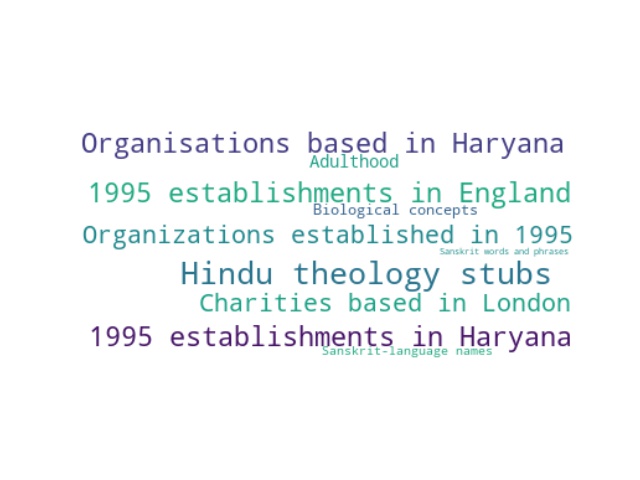 Organisations based in Haryana
Adulthood
1995 establishments in England
Biological concepts
Organizations established in 1995
Sanskrit words and phrases
Hindu theology stubs
Charities based in London
1995 establishments in Haryana
Sanskrit-language names